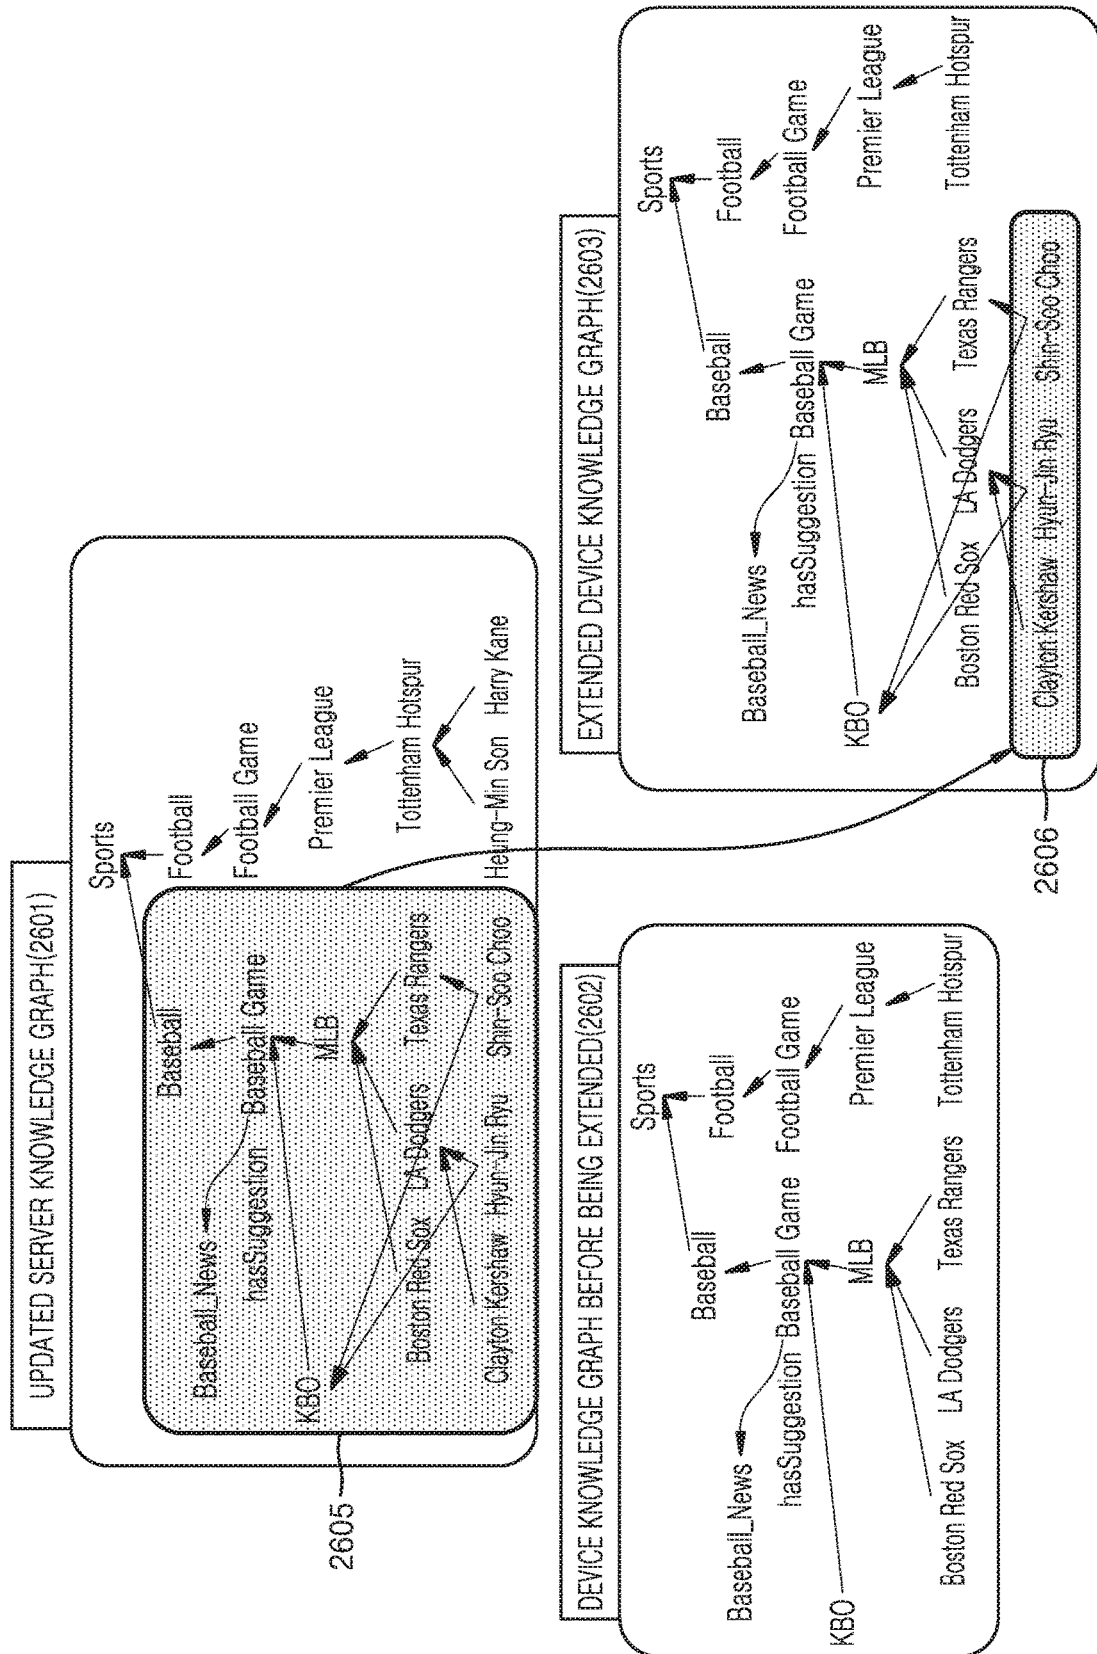 UPDATED SERVER KNOWLEDGE GRAPH(2601)
Sports
Baseball
Football
Baseball_News
hasSuggestion
Baseball Game
Football Game
KBO
MLB
Premier League
Boston Red Sox
LA Dodgers
Texas Rangers
Tottenham Hotspur
Clayton Kershaw
Hyun-Jin Ryu
Shin-Soo Choo
Heung-Min Son
Harry Kane
2605
DEVICE KNOWLEDGE GRAPH BEFORE BEING EXTENDED(2602)
Sports
Baseball
Football
Baseball_News
hasSuggestion
Baseball Game
Football Game
KBO
MLB
Premier League
Boston Red Sox
LA Dodgers
Texas Rangers
Tottenham Hotspur
EXTENDED DEVICE KNOWLEDGE GRAPH(2603)
Sports
Baseball
Football
Baseball_News
hasSuggestion
Baseball Game
Football Game
KBO
MLB
Premier League
Boston Red Sox
LA Dodgers
Texas Rangers
Tottenham Hotspur
Clayton Kershaw
Hyun-Jin Ryu
Shin-Soo Choo
2606